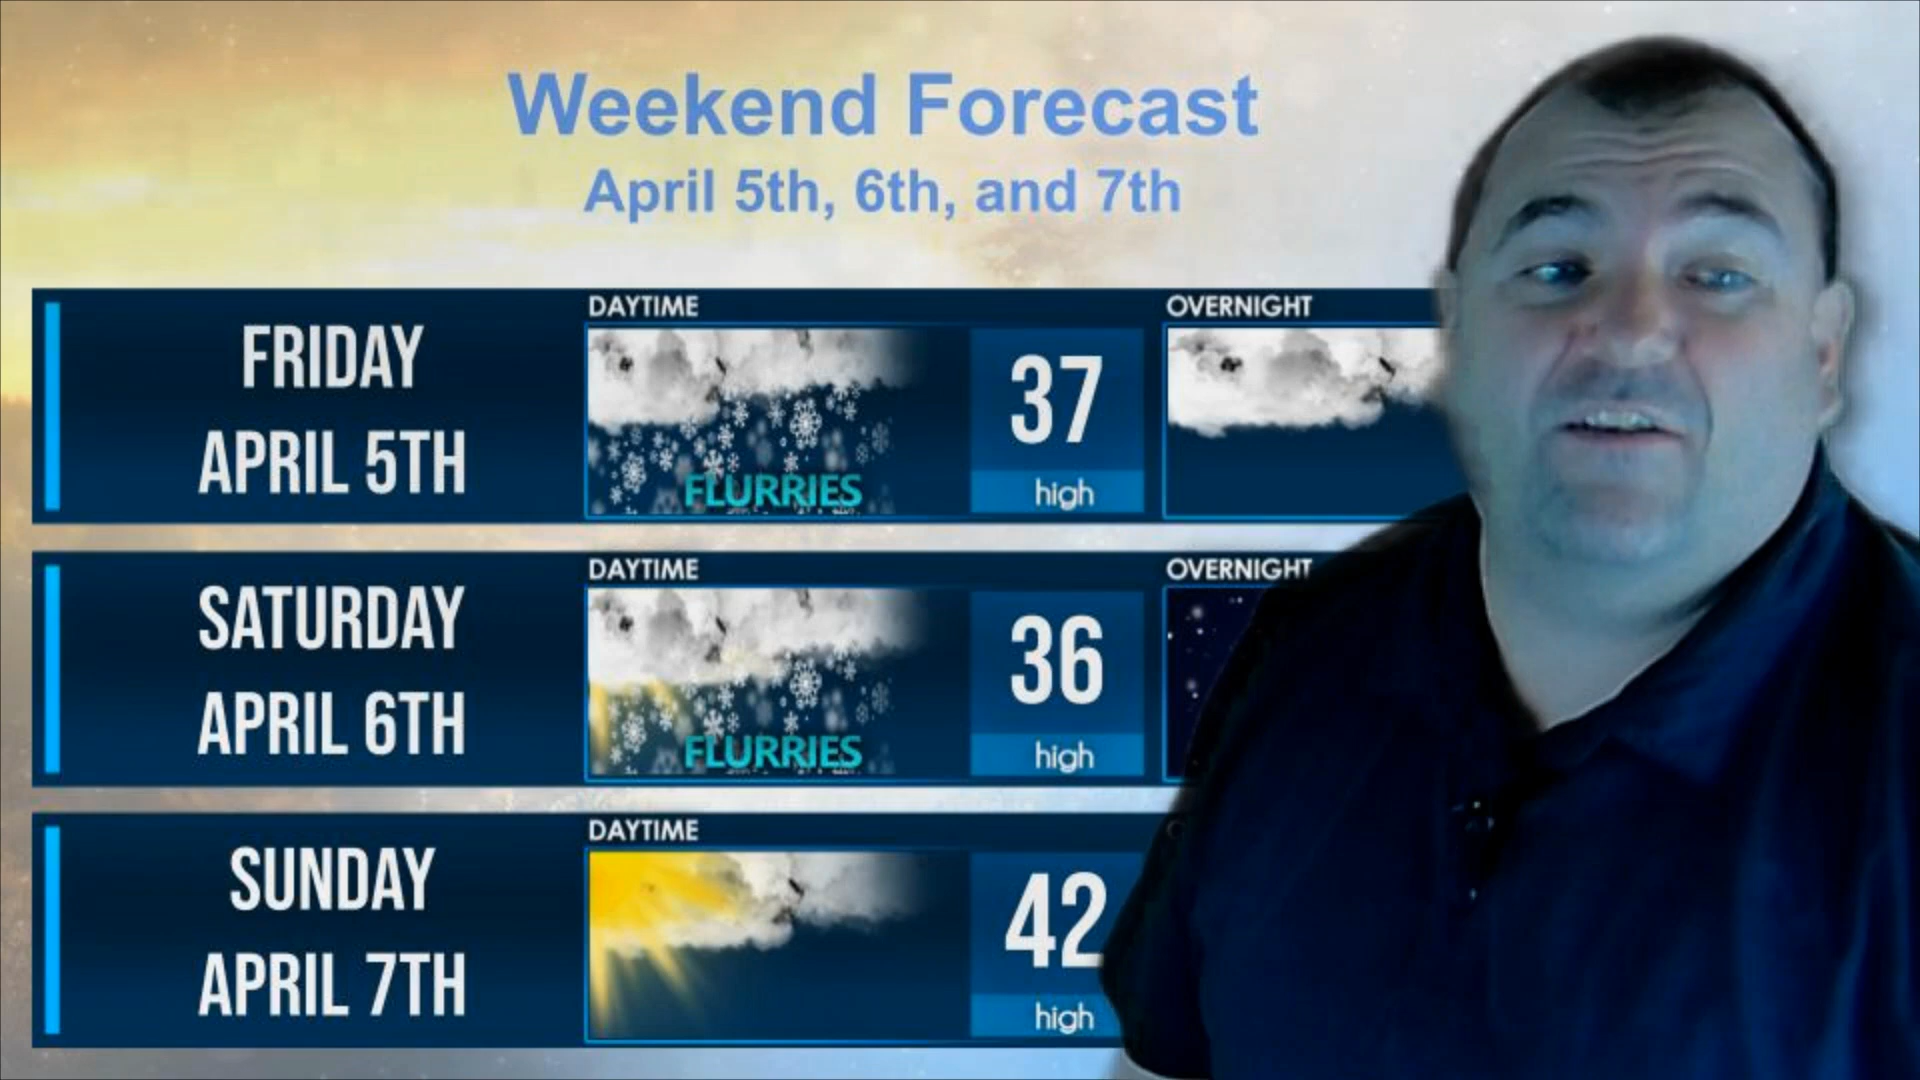 Weekend Forecast
April 5th, 6th, and 7th
FRIDAY
APRIL 5TH
DAYTIME
FLURRIES
37
high
OVERNIGHT
SATURDAY
APRIL 6TH
DAYTIME
FLURRIES
36
high
OVERNIGHT
SUNDAY
APRIL 7TH
DAYTIME
42
high